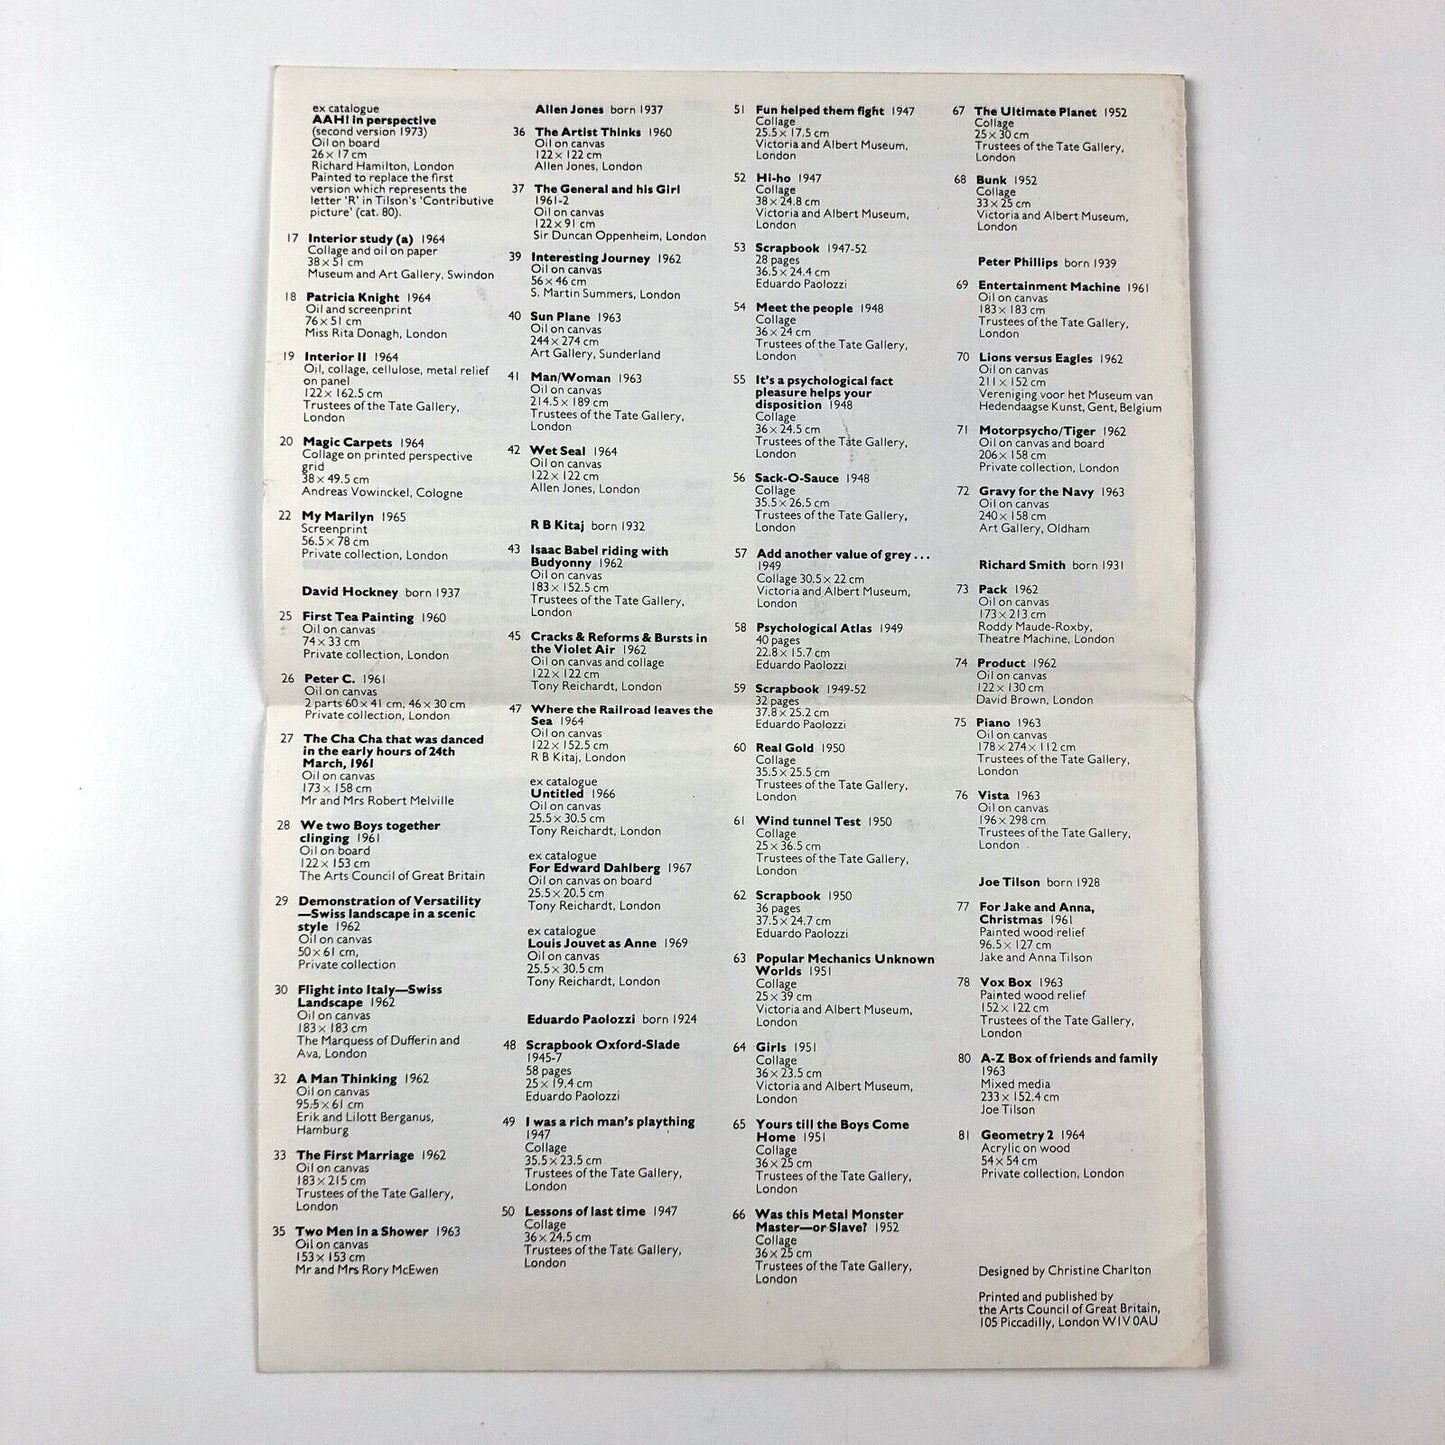 ex catalogue
AAH! in perspective
(second version 1973)
Oil on board
26 × 17 cm
Richard Hamilton, London
Painted to replace the first
version which represents the
letter 'R' in Tilson's 'Contributive
picture' (cat. 80).
17 Interior study (a) 1964
Collage and oil on paper
38 × 51 cm
Museum and Art Gallery, Swindon
18 Patricia Knight 1964
Oil and screenprint
76 × 51 cm
Miss Rita Donagh, London
19 Interior II 1964
Oil, collage, cellulose, metal relief
on panel
122 × 162.5 cm
Trustees of the Tate Gallery,
London
20 Magic Carpets 1964
Collage on printed perspective
grid
38 × 49.5 cm
Andreas Vowinckel, Cologne
22 My Marilyn 1965
Screenprint
56.5 × 78 cm
Private collection, London
David Hockney born 1937
25 First Tea Painting 1960
Oil on canvas
74 × 33 cm
Private collection, London
26 Peter C. 1961
Oil on canvas
2 parts 60 × 41 cm, 46 × 30 cm
Private collection, London
27 The Cha Cha that was danced
in the early hours of 24th
March, 1961
Oil on canvas
173 × 158 cm
Mr and Mrs Robert Melville
28 We two Boys together
clinging 1961
Oil on board
122 × 153 cm
The Arts Council of Great Britain
29 Demonstration of Versatility
—Swiss landscape in a scenic
style 1962
Oil on canvas
50 × 61 cm,
Private collection
30 Flight into Italy—Swiss
Landscape 1962
Oil on canvas
183 × 183 cm
The Marquess of Dufferin and
Ava, London
32 A Man Thinking 1962
Oil on canvas
95.5 × 61 cm
Erik and Lilott Berganus,
Hamburg
33 The First Marriage 1962
Oil on canvas
183 × 215 cm
Trustees of the Tate Gallery,
London
35 Two Men in a Shower 1963
Oil on canvas
153 × 153 cm
Mr and Mrs Rory McEwen
Allen Jones born 1937
36 The Artist Thinks 1960
Oil on canvas
122 × 122 cm
Allen Jones, London
37 The General and his Girl
1961-2
Oil on canvas
122 × 91 cm
Sir Duncan Oppenheim, London
39 Interesting Journey 1962
Oil on canvas
56 × 46 cm
S. Martin Summers, London
40 Sun Plane 1963
Oil on canvas
244 × 274 cm
Art Gallery, Sunderland
41 Man/Woman 1963
Oil on canvas
214.5 × 189 cm
Trustees of the Tate Gallery,
London
42 Wet Seal 1964
Oil on canvas
122 × 122 cm
Allen Jones, London
R B Kitaj born 1932
43 Isaac Babel riding with
Budyonny 1962
Oil on canvas
183 × 152.5 cm
Trustees of the Tate Gallery,
London
45 Cracks & Reforms & Bursts in
the Violet Air 1962
Oil on canvas and collage
122 × 122 cm
Tony Reichardt, London
47 Where the Railroad leaves the
Sea 1964
Oil on canvas
122 × 152.5 cm
R B Kitaj, London
ex catalogue
Untitled 1966
Oil on canvas
25.5 × 30.5 cm
Tony Reichardt, London
ex catalogue
For Edward Dahlberg 1967
Oil on canvas on board
25.5 × 20.5 cm
Tony Reichardt, London
ex catalogue
Louis Jouvet as Anne 1969
Oil on canvas
25.5 × 30.5 cm
Tony Reichardt, London
Eduardo Paolozzi born 1924
48 Scrapbook Oxford-Slade
1945-7
58 pages
25 × 19.4 cm
Eduardo Paolozzi
49 I was a rich man's plaything
1947
Collage
35.5 × 23.5 cm
Trustees of the Tate Gallery,
London
50 Lessons of last time 1947
Collage
36 × 24.5 cm
Trustees of the Tate Gallery,
London
51 Fun helped them fight 1947
Collage
25.5 × 17.5 cm
Victoria and Albert Museum,
London
52 Hi-ho 1947
Collage
38 × 24.8 cm
Victoria and Albert Museum,
London
53 Scrapbook 1947-52
28 pages
36.5 × 24.4 cm
Eduardo Paolozzi
54 Meet the people 1948
Collage
36 × 24 cm
Trustees of the Tate Gallery,
London
55 It's a psychological fact
pleasure helps your
disposition 1948
Collage
36 × 24.5 cm
Trustees of the Tate Gallery,
London
56 Sack-O-Sauce 1948
Collage
35.5 × 26.5 cm
Trustees of the Tate Gallery,
London
57 Add another value of grey...
1949
Collage 30.5 × 22 cm
Victoria and Albert Museum,
London
58 Psychological Atlas 1949
40 pages
22.8 × 15.7 cm
Eduardo Paolozzi
59 Scrapbook 1949-52
32 pages
37.8 × 25.2 cm
Eduardo Paolozzi
60 Real Gold 1950
Collage
35.5 × 25.5 cm
Trustees of the Tate Gallery,
London
61 Wind tunnel Test 1950
Collage
25 × 36.5 cm
Trustees of the Tate Gallery,
London
62 Scrapbook 1950
36 pages
37.5 × 24.7 cm
Eduardo Paolozzi
63 Popular Mechanics Unknown
Worlds 1951
Collage
25 × 39 cm
Victoria and Albert Museum,
London
64 Girls 1951
Collage
36 × 23.5 cm
Victoria and Albert Museum,
London
65 Yours till the Boys Come
Home 1951
Collage
36 × 25 cm
Trustees of the Tate Gallery,
London
66 Was this Metal Monster
Master—or Slave? 1952
Collage
36 × 25 cm
Trustees of the Tate Gallery,
London
67 The Ultimate Planet 1952
Collage
25 × 30 cm
Trustees of the Tate Gallery,
London
68 Bunk 1952
Collage
33 × 25 cm
Victoria and Albert Museum,
London
Peter Phillips born 1939
69 Entertainment Machine 1961
Oil on canvas
183 × 183 cm
Trustees of the Tate Gallery,
London
70 Lions versus Eagles 1962
Oil on canvas
211 × 152 cm
Vereniging voor het Museum van
Hedendaagse Kunst, Gent, Belgium
71 Motorpsycho/Tiger 1962
Oil on canvas and board
206 × 158 cm
Private collection, London
72 Gravy for the Navy 1963
Oil on canvas
240 × 158 cm
Art Gallery, Oldham
Richard Smith born 1931
73 Pack 1962
Oil on canvas
173 × 213 cm
Roddy Maude-Roxby,
Theatre Machine, London
74 Product 1962
Oil on canvas
122 × 130 cm
David Brown, London
75 Piano 1963
Oil on canvas
178 × 274 × 112 cm
Trustees of the Tate Gallery,
London
76 Vista 1963
Oil on canvas
196 × 298 cm
Trustees of the Tate Gallery,
London
Joe Tilson born 1928
77 For Jake and Anna,
Christmas 1961
Painted wood relief
96.5 × 127 cm
Jake and Anna Tilson
78 Vox Box 1963
Painted wood relief
152 × 122 cm
Trustees of the Tate Gallery,
London
80 A-Z Box of friends and family
1963
Mixed media
233 × 152.4 cm
Joe Tilson
81 Geometry 2 1964
Acrylic on wood
54 × 54 cm
Private collection, London
Designed by Christine Charlton
Printed and published by
the Arts Council of Great Britain,
105 Piccadilly, London W1V 0AU